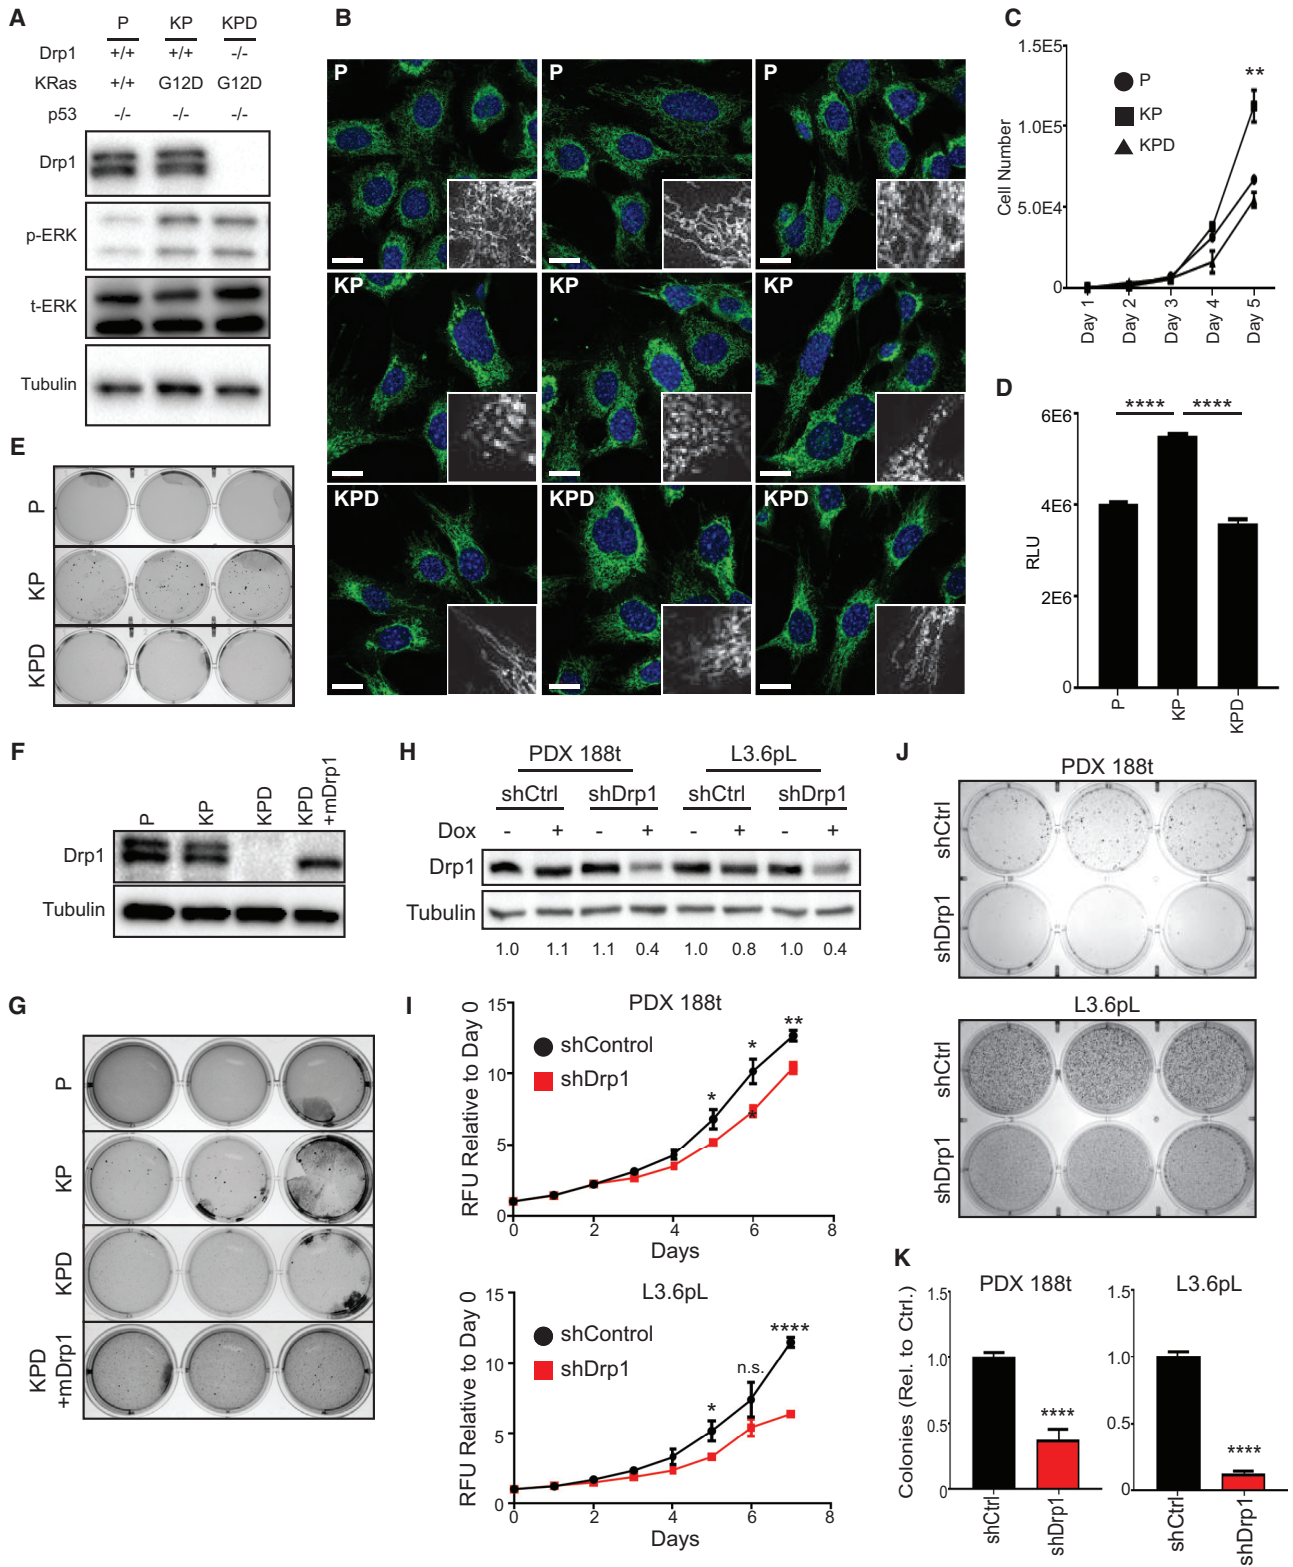 A
P KP KPD
Drp1 +/+ +/+ -/-
KRas +/+ G12D G12D
p53 -/- -/- -/-
Drp1
p-ERK
t-ERK
Tubulin
B
P P P
KP KP KP
KPD KPD KPD
C
1.5E5
1.0E5
5.0E4
0
Cell Number
P
KP
KPD
**
Day 1 Day 2 Day 3 Day 4 Day 5
D
6E6
4E6
2E6
0
RLU
**** ****
P KP KPD
E
P
KP
KPD
F
P KP KPD KPD +mDrp1
Drp1
Tubulin
G
P
KP
KPD
KPD +mDrp1
H
PDX 188t L3.6pL
shCtrl shDrp1 shCtrl shDrp1
Dox - + - + - + - +
Drp1
Tubulin
1.0 1.1 1.1 0.4 1.0 0.8 1.0 0.4
I
PDX 188t
RFU Relative to Day 0
15
10
5
0
shControl
shDrp1
* * ** *
0 2 4 6 8
Days
L3.6pL
RFU Relative to Day 0
15
10
5
0
shControl
shDrp1
* n.s. ****
0 2 4 6 8
Days
J
PDX 188t
shCtrl
shDrp1
L3.6pL
shCtrl
shDrp1
K
PDX 188t L3.6pL
Colonies (Rel. to Ctrl.)
1.5 1.5
1.0 1.0
0.5 0.5
0 0
**** ****
shCtrl shDrp1 shCtrl shDrp1